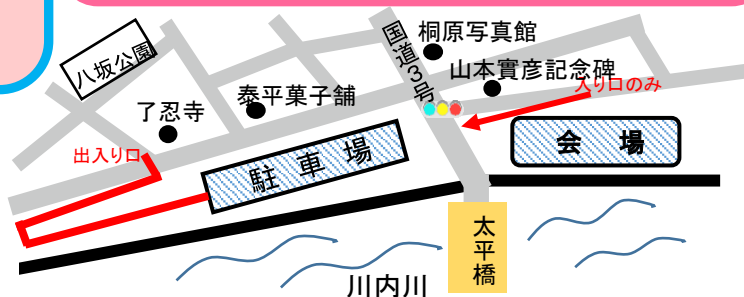 国道3号
桐原写真館
八坂公園
山本實彦記念碑
入り口のみ
泰平菓子舗
了忍寺
出入り口
駐車場
会場
太平橋
川内川